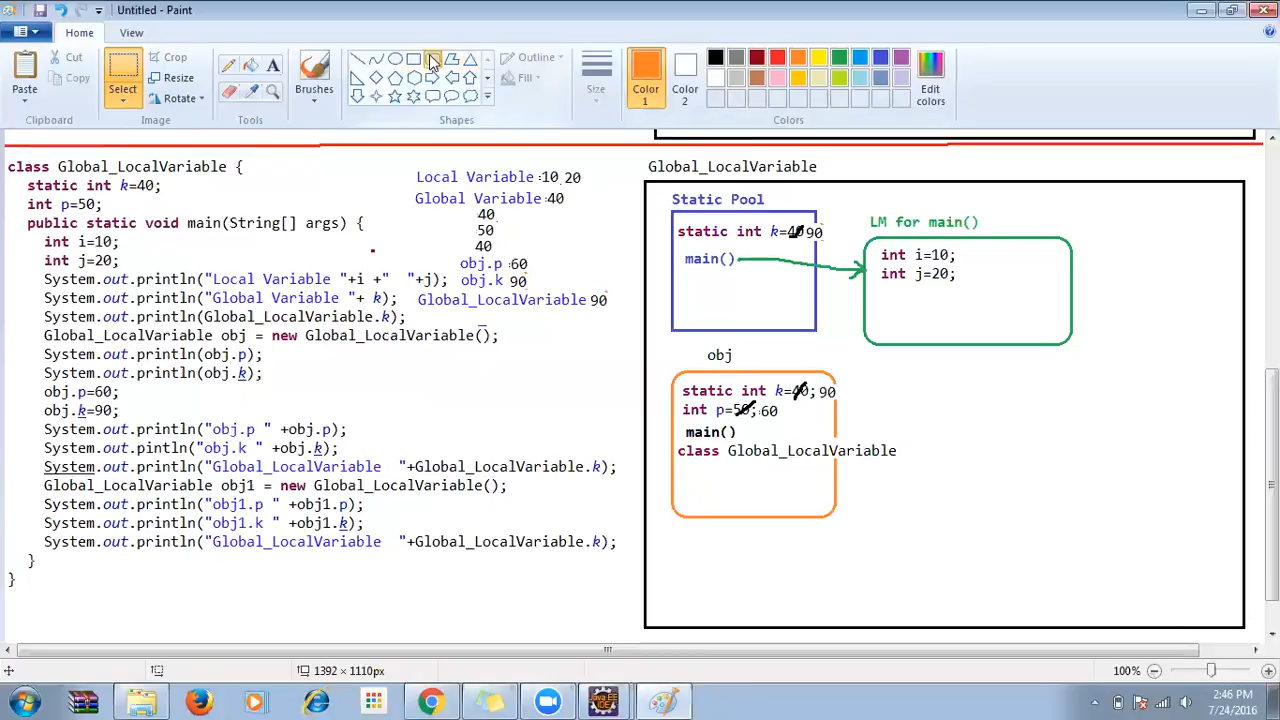 Untitled - Paint
Home
View
Paste
Cut
Copy
Clipboard
Select
Crop
Resize
Rotate
Image
Tools
Brushes
Shapes
Outline
Fill
Size
Color 1
Color 2
Edit colors
Colors
class Global_LocalVariable {
static int k=40;
int p=50;
public static void main(String[] args) {
int i=10;
int j=20;
System.out.println("Local Variable "+i +"  "+j);
System.out.println("Global Variable "+ k);
System.out.println(Global_LocalVariable.k);
Global_LocalVariable obj = new Global_LocalVariable();
System.out.println(obj.p);
System.out.println(obj.k);
obj.p=60;
obj.k=90;
System.out.println("obj.p " +obj.p);
System.out.pintln("obj.k " +obj.k);
System.out.println("Global_LocalVariable  "+Global_LocalVariable.k);
Global_LocalVariable obj1 = new Global_LocalVariable();
System.out.println("obj1.p " +obj1.p);
System.out.println("obj1.k " +obj1.k);
System.out.println("Global_LocalVariable  "+Global_LocalVariable.k);
}
}
Local Variable :10 20
Global Variable :40
40
50
40
obj.p :60
obj.k 90
Global_LocalVariable 90
Global_LocalVariable
Static Pool
static int k=40 90
main()
LM for main()
int i=10;
int j=20;
obj
static int k=40; 90
int p=50; 60
main()
class Global_LocalVariable
1392 × 1110px
100%
Java EE
IDE
2:46 PM
7/24/2016